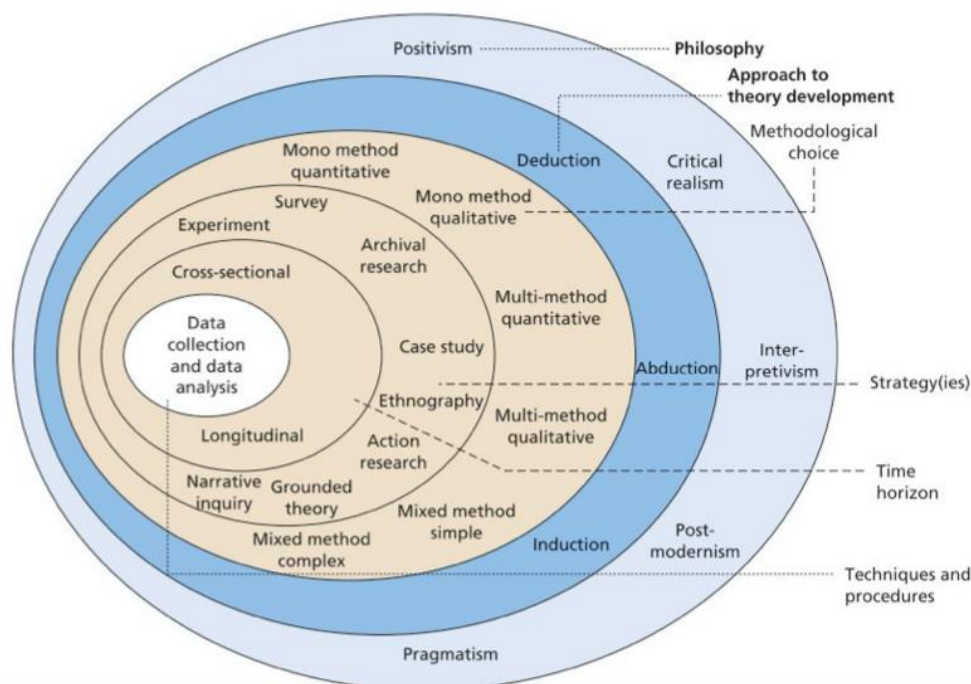 Positivism
Philosophy
Approach to
theory development
Methodological
choice
Deduction
Critical
realism
Mono method
quantitative
Mono method
qualitative
Survey
Experiment
Archival
research
Cross-sectional
Multi-method
quantitative
Data
collection
and data
analysis
Case study
Abduction
Inter-
pretivism
Strategy(ies)
Ethnography
Multi-method
qualitative
Longitudinal
Action
research
Time
horizon
Narrative
inquiry
Grounded
theory
Mixed method
simple
Mixed method
complex
Induction
Post-
modernism
Techniques and
procedures
Pragmatism